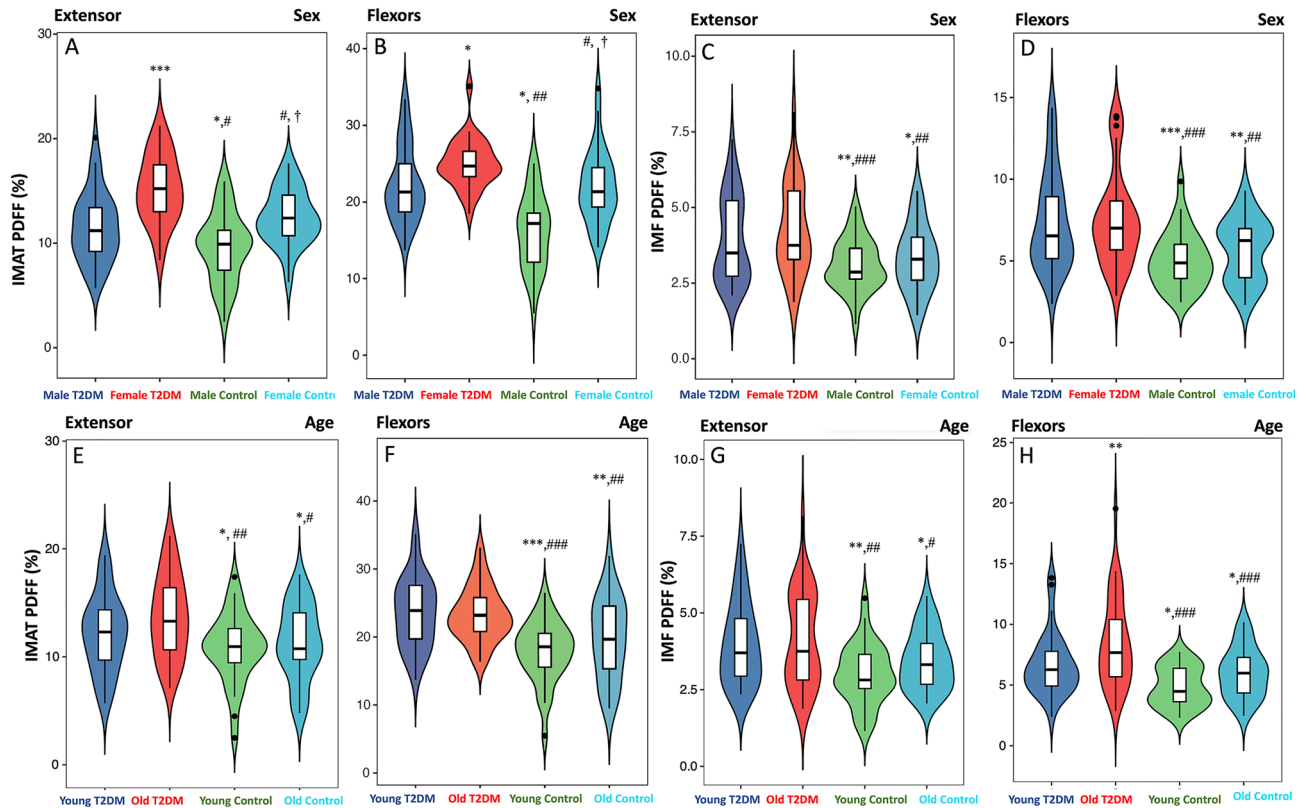 Extensor Sex
A
IMAT PDFF (%)
30
20
10
0
***
*,#
#, †
Male T2DM Female T2DM Male Control Female Contr
Flexors Sex
B
40
30
20
10
0
*
*, ##
#, †
Male T2DM Female T2DM Male Control Female Control
Extensor Sex
C
IMF PDFF (%)
10.0
7.5
5.0
2.5
0.0
**,###
*,##
Male T2DM Female T2DM Male Control Female Control
Flexors Sex
D
15
10
5
0
***,###
**,##
Male T2DM Female T2DM Male Control emale Control
Extensor Age
E
IMAT PDFF (%)
30
20
10
0
*, ##
*,#
Young T2DM Old T2DM Young Control Old Control
Flexors Age
F
40
30
20
10
0
***,###
**,##
Young T2DM Old T2DM Young Control Old Control
Extensor Age
G
IMF PDFF (%)
10.0
7.5
5.0
2.5
0.0
**,##
*,#
Young T2DM Old T2DM Young Control Old Control
Flexors Age
H
25
20
15
10
5
0
**
*,###
*,###
Young T2DM Old T2DM Young Control Old Control